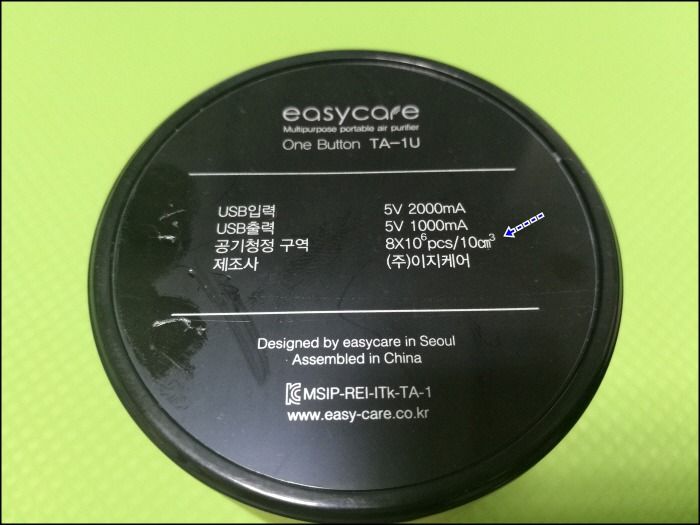 easycare
Multipurpose portable air purifier
One Button TA-1U
USB입력 5V 2000mA
USB출력 5V 1000mA
공기청정 구역 8X10⁶pcs/10㎝³
제조사 (주)이지케어
Designed by easycare in Seoul
Assembled in China
MSIP-REI-ITk-TA-1
www.easy-care.co.kr